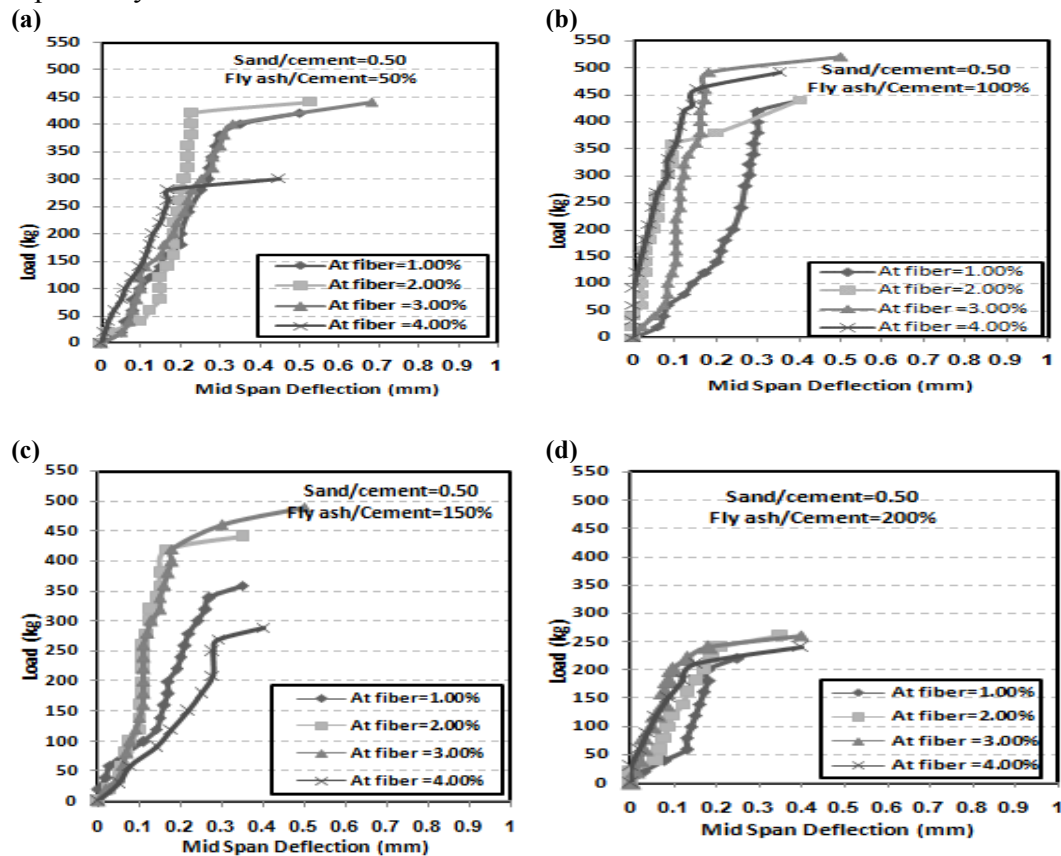 (a)
550
500
450
400
350
300
250
200
150
100
50
0
Load (kg)
Sand/cement=0.50
Fly ash/Cement=50%
At fiber=1.00%
At fiber=2.00%
At fiber =3.00%
At fiber =4.00%
0 0.1 0.2 0.3 0.4 0.5 0.6 0.7 0.8 0.9 1
Mid Span Deflection (mm)
(b)
550
500
450
400
350
300
250
200
150
100
50
0
Load (kg)
Sand/cement=0.50
Fly ash/Cement=100%
At fiber=1.00%
At fiber=2.00%
At fiber =3.00%
At fiber =4.00%
0 0.1 0.2 0.3 0.4 0.5 0.6 0.7 0.8 0.9 1
Mid Span Deflection (mm)
(c)
550
500
450
400
350
300
250
200
150
100
50
0
Load (kg)
Sand/cement=0.50
Fly ash/Cement=150%
At fiber=1.00%
At fiber=2.00%
At fiber =3.00%
At fiber =4.00%
0 0.1 0.2 0.3 0.4 0.5 0.6 0.7 0.8 0.9 1
Mid Span Deflection (mm)
(d)
550
500
450
400
350
300
250
200
150
100
50
0
Load (kg)
Sand/cement=0.50
Fly ash/Cement=200%
At fiber=1.00%
At fiber=2.00%
At fiber =3.00%
At fiber =4.00%
0 0.1 0.2 0.3 0.4 0.5 0.6 0.7 0.8 0.9 1
Mid Span Deflection (mm)